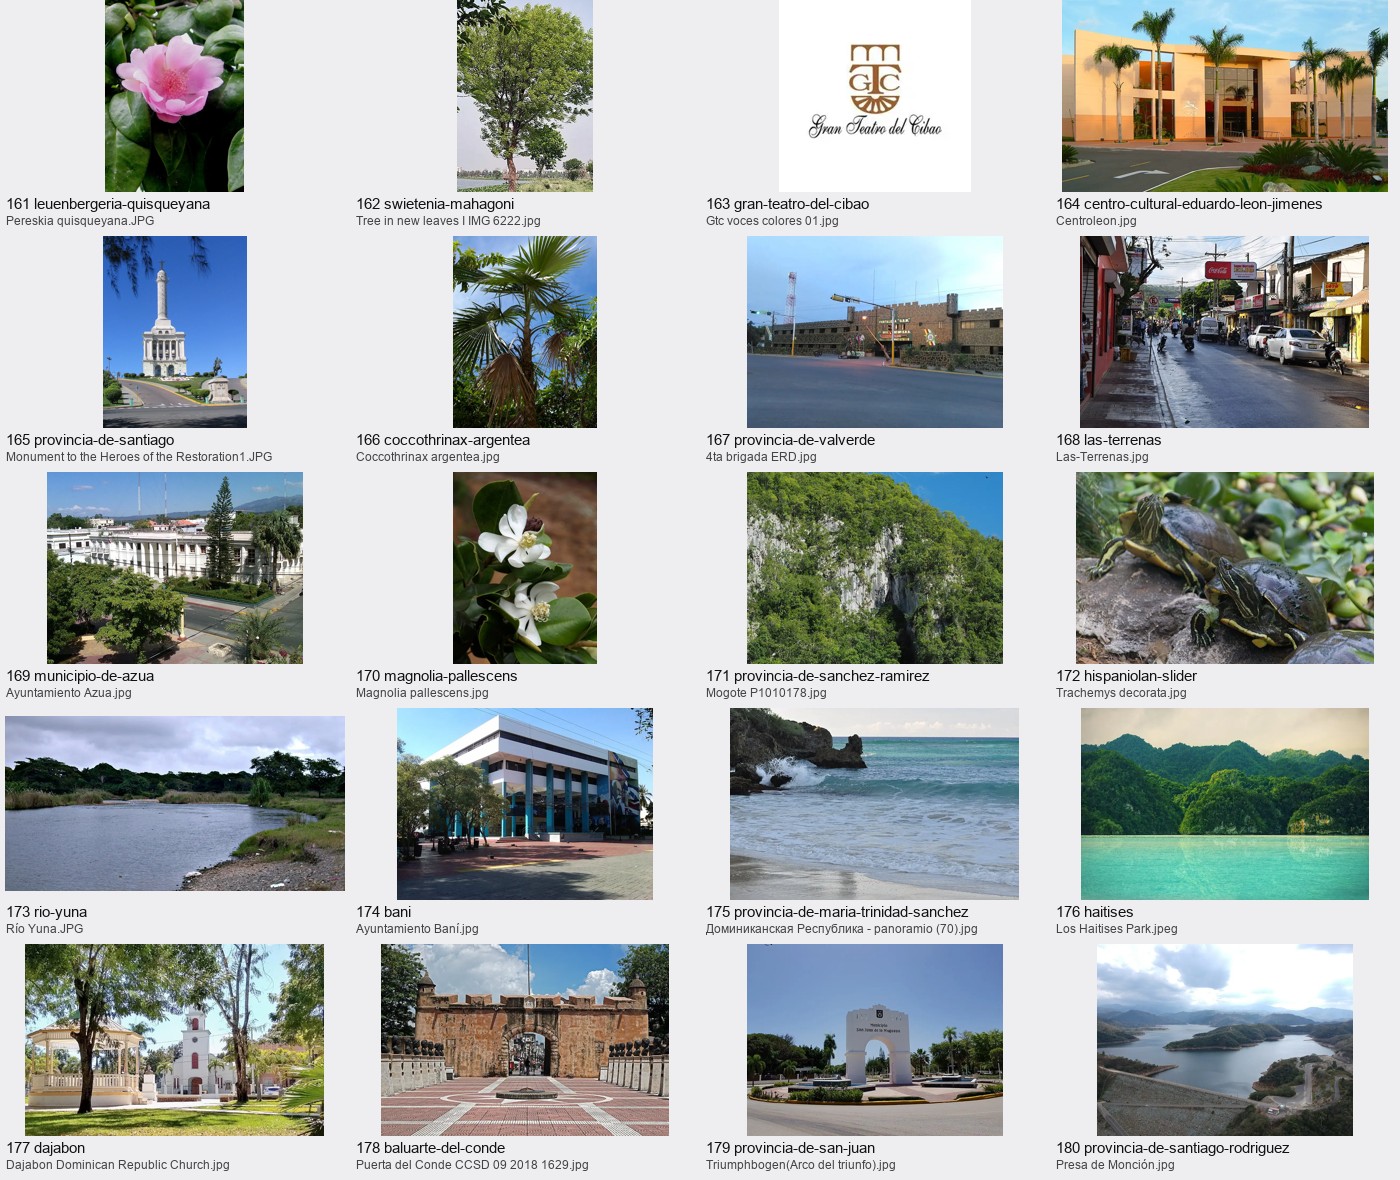 GTC
Gran Teatro del Cibao
161 leuenbergeria-quisqueyana
Pereskia quisqueyana.JPG
162 swietenia-mahagoni
Tree in new leaves I IMG 6222.jpg
163 gran-teatro-del-cibao
Gtc voces colores 01.jpg
164 centro-cultural-eduardo-leon-jimenes
Centroleon.jpg
Coca-Cola
165 provincia-de-santiago
Monument to the Heroes of the Restoration1.JPG
166 coccothrinax-argentea
Coccothrinax argentea.jpg
167 provincia-de-valverde
4ta brigada ERD.jpg
168 las-terrenas
Las-Terrenas.jpg
169 municipio-de-azua
Ayuntamiento Azua.jpg
170 magnolia-pallescens
Magnolia pallescens.jpg
171 provincia-de-sanchez-ramirez
Mogote P1010178.jpg
172 hispaniolan-slider
Trachemys decorata.jpg
173 rio-yuna
Río Yuna.JPG
174 bani
Ayuntamiento Baní.jpg
175 provincia-de-maria-trinidad-sanchez
Доминиканская Республика - panoramio (70).jpg
176 haitises
Los Haitises Park.jpeg
177 dajabon
Dajabon Dominican Republic Church.jpg
178 baluarte-del-conde
Puerta del Conde CCSD 09 2018 1629.jpg
179 provincia-de-san-juan
Triumphbogen(Arco del triunfo).jpg
180 provincia-de-santiago-rodriguez
Presa de Monción.jpg